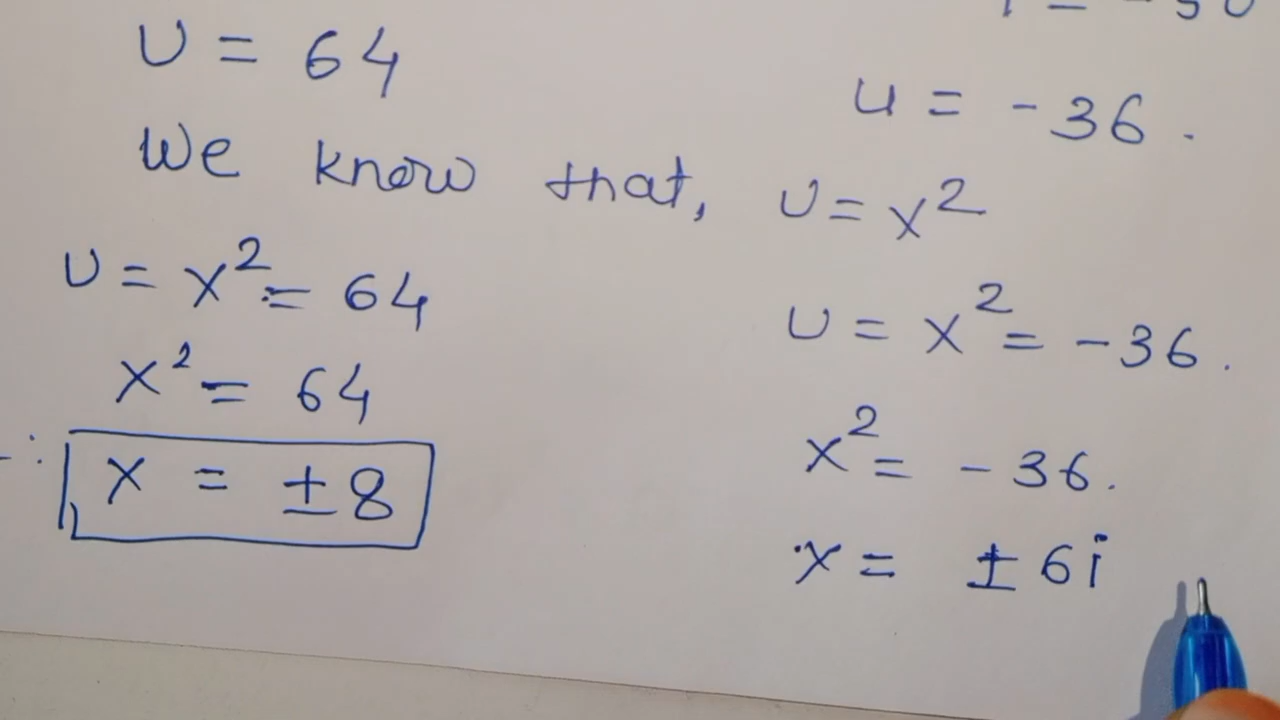 U = 64
We know that,
U = x² = 64
x² = 64
∴ x = ±8
u = -36.
U = x²
U = x² = -36.
x² = -36.
x = ±6i